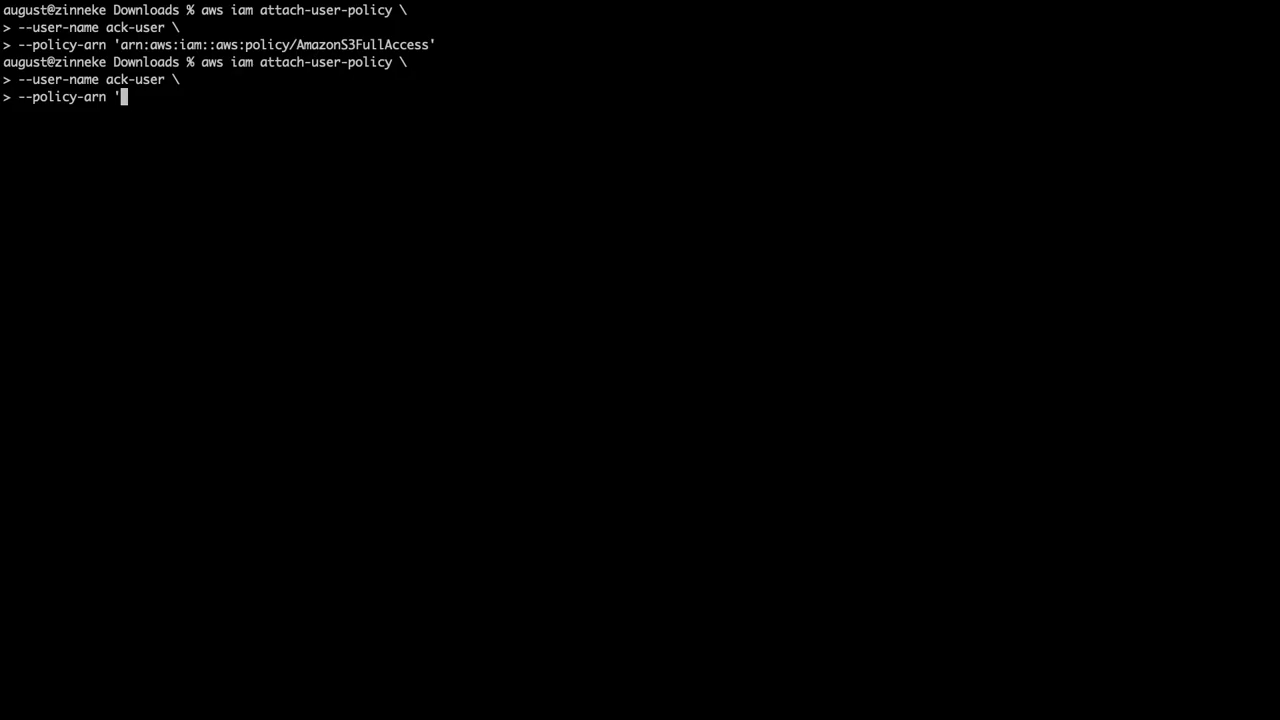 august@zinneke Downloads % aws iam attach-user-policy \
> --user-name ack-user \
> --policy-arn 'arn:aws:iam::aws:policy/AmazonS3FullAccess'
august@zinneke Downloads % aws iam attach-user-policy \
> --user-name ack-user \
> --policy-arn '